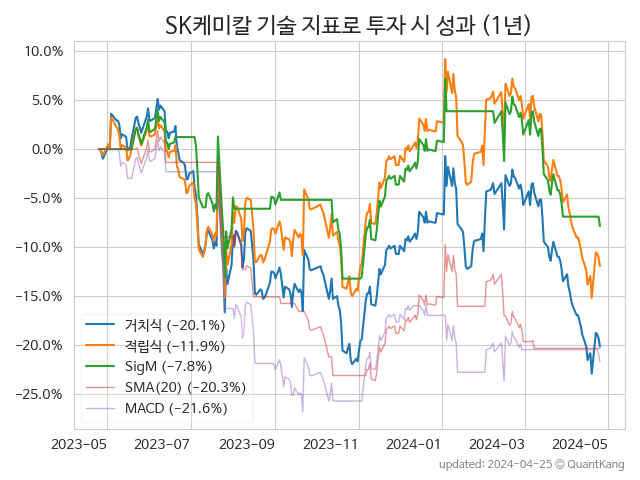 SK케미칼 기술 지표로 투자 시 성과 (1년)
10.0%
5.0%
0.0%
−5.0%
−10.0%
−15.0%
−20.0%
−25.0%
거치식 (−20.1%)
적립식 (−11.9%)
SigM (−7.8%)
SMA(20) (−20.3%)
MACD (−21.6%)
2023-05 2023-07 2023-09 2023-11 2024-01 2024-03 2024-05
updated: 2024-04-25 © QuantKang